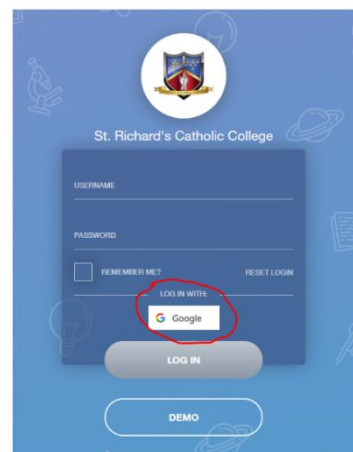 St. Richard's Catholic College
USERNAME
PASSWORD
REMEMBER ME? RESET LOGIN
LOG IN WITH:
Google
LOG IN
DEMO